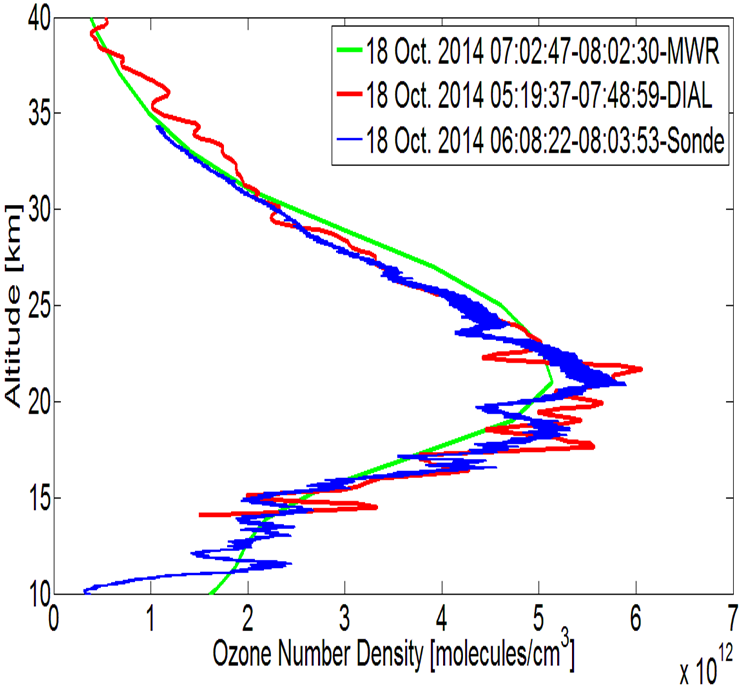 40
35
30
25
20
15
10
Altitude [km]
18 Oct. 2014 07:02:47-08:02:30-MWR
18 Oct. 2014 05:19:37-07:48:59-DIAL
18 Oct. 2014 06:08:22-08:03:53-Sonde
0 1 2 3 4 5 6 7
Ozone Number Density [molecules/cm³]
x 10¹²